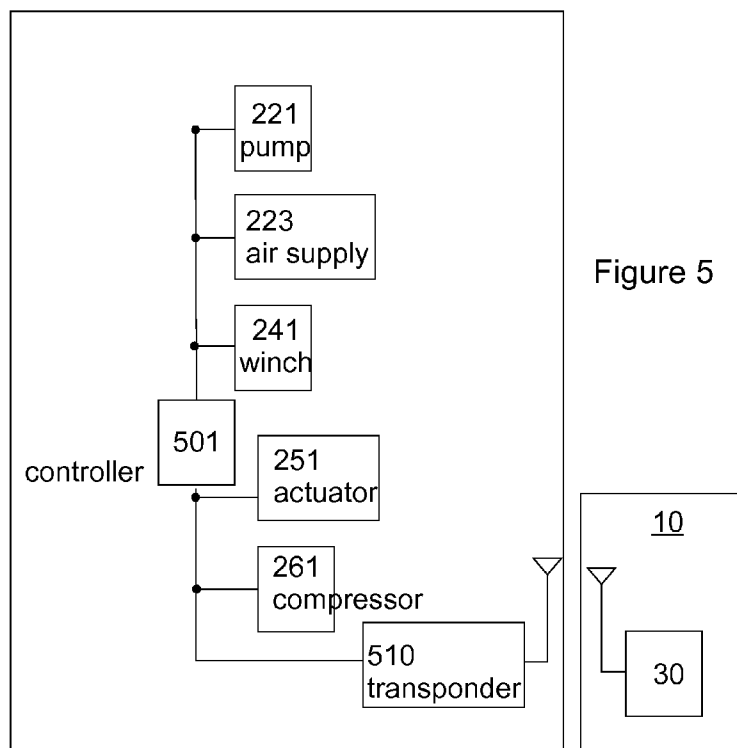 221
pump
223
air supply
Figure 5
241
winch
501
controller
251
actuator
10
261
compressor
510
transponder
30